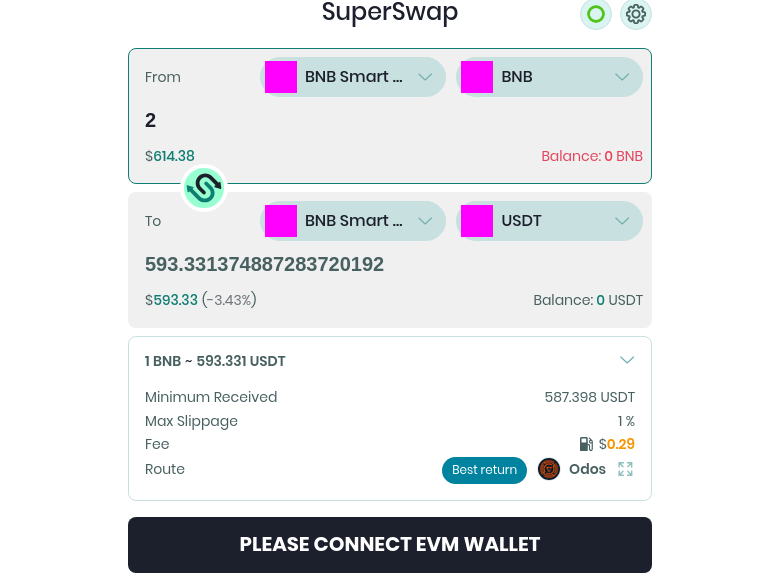 SuperSwap
From
BNB Smart ...
BNB
2
$614.38
Balance: 0 BNB
To
BNB Smart ...
USDT
593.331374887283720192
$593.33 (-3.43%)
Balance: 0 USDT
1 BNB ~ 593.331 USDT
Minimum Received
587.398 USDT
Max Slippage
1 %
Fee
$0.29
Route
Best return
Odos
PLEASE CONNECT EVM WALLET